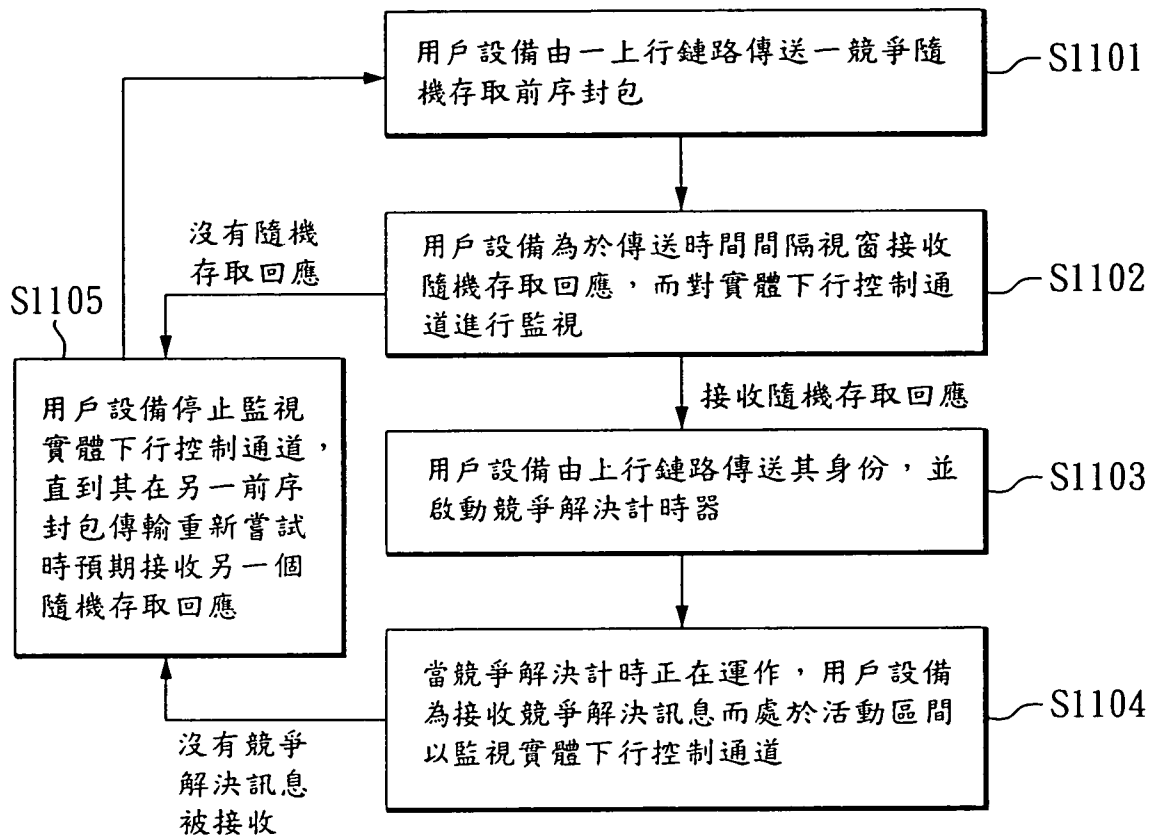 用戶設備由一上行鏈路傳送一競爭隨
機存取前序封包
S1101
沒有隨機
存取回應
用戶設備為於傳送時間間隔視窗接收
隨機存取回應，而對實體下行控制通
道進行監視
S1102
S1105
接收隨機存取回應
用戶設備停止監視
實體下行控制通道，
直到其在另一前序
封包傳輸重新嘗試
時預期接收另一個
隨機存取回應
用戶設備由上行鏈路傳送其身份，並
啟動競爭解決計時器
S1103
當競爭解決計時正在運作，用戶設備
為接收競爭解決訊息而處於活動區間
以監視實體下行控制通道
S1104
沒有競爭
解決訊息
被接收